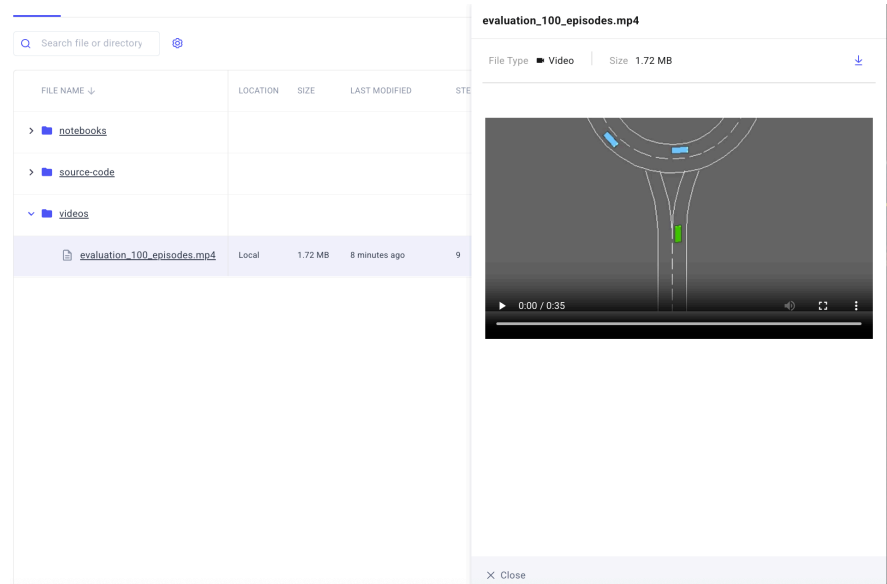 evaluation_100_episodes.mp4
Search file or directory
File Type Video Size 1.72 MB
FILE NAME LOCATION SIZE LAST MODIFIED STE
notebooks
source-code
videos
evaluation_100_episodes.mp4 Local 1.72 MB 8 minutes ago 9
0:00 / 0:35
Close